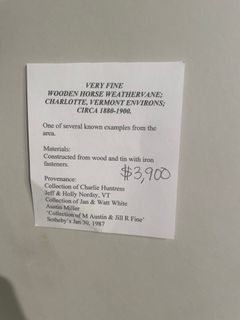 VERY FINE
WOODEN HORSE WEATHERVANE;
CHARLOTTE, VERMONT ENVIRONS;
CIRCA 1880-1900.
One of several known examples from the
area.
Materials:
Constructed from wood and tin with iron
fasteners.
$3,900
Provenance:
Collection of Charlie Huntress
Jeff & Holly Nordsy, VT
Collection of Jan & Watt White
Austin Miller
'Collection of M Austin & Jill R Fine'
Sotheby's Jan 30, 1987